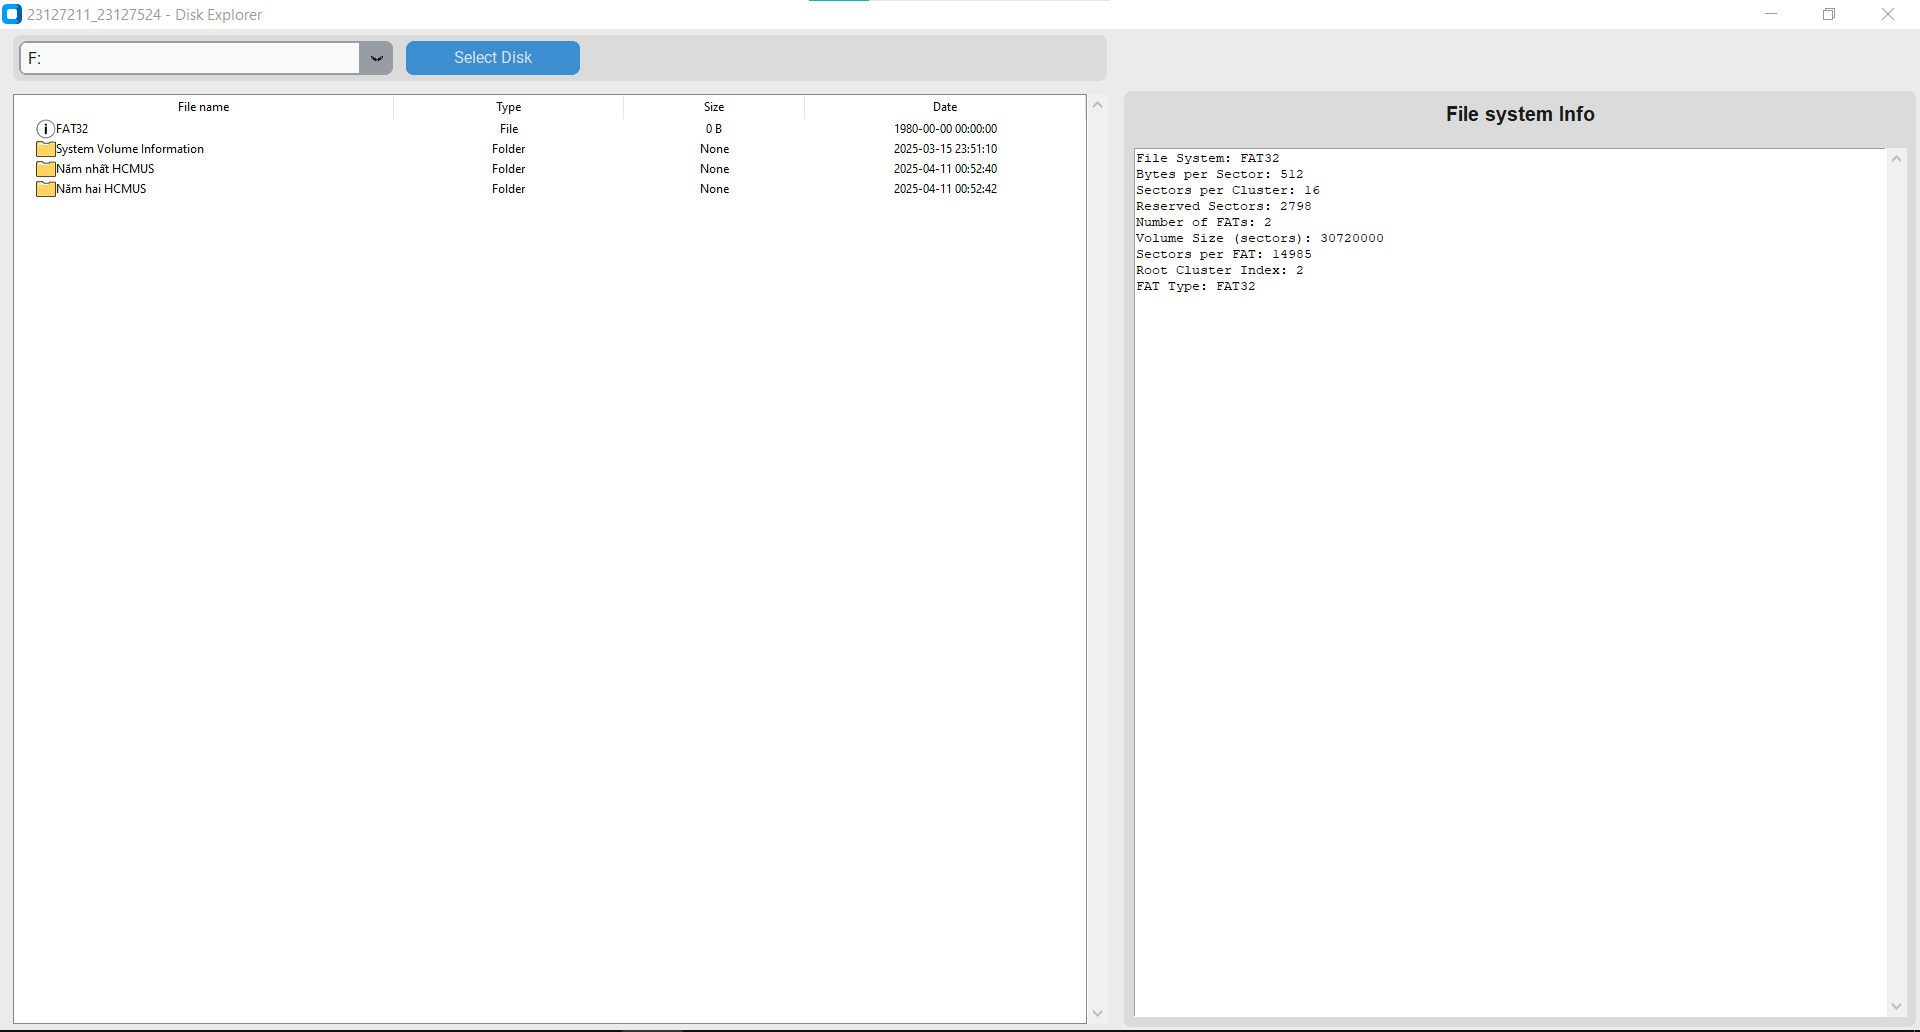 23127211_23127524 - Disk Explorer
F:
Select Disk
File name Type Size Date
FAT32 File 0 B 1980-00-00 00:00:00
System Volume Information Folder None 2025-03-15 23:51:10
Năm nhất HCMUS Folder None 2025-04-11 00:52:40
Năm hai HCMUS Folder None 2025-04-11 00:52:42
File system Info
File System: FAT32
Bytes per Sector: 512
Sectors per Cluster: 16
Reserved Sectors: 2798
Number of FATs: 2
Volume Size (sectors): 30720000
Sectors per FAT: 14985
Root Cluster Index: 2
FAT Type: FAT32